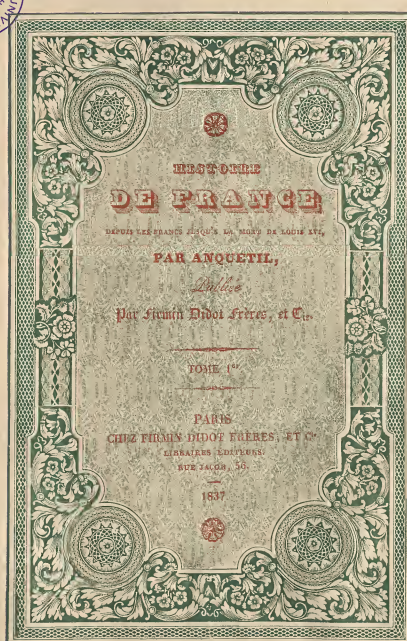 HISTOIRE
DE FRANCE
DEPUIS LES FRANCS JUSQU'A LA MORT DE LOUIS XVI,
PAR ANQUETIL,
Publiée
Par Firmin Didot Frères, et Cie.
TOME Ier
PARIS
CHEZ FIRMIN DIDOT FRÈRES, ET Cie
LIBRAIRES ÉDITEURS.
RUE JACOB, 56.
1837